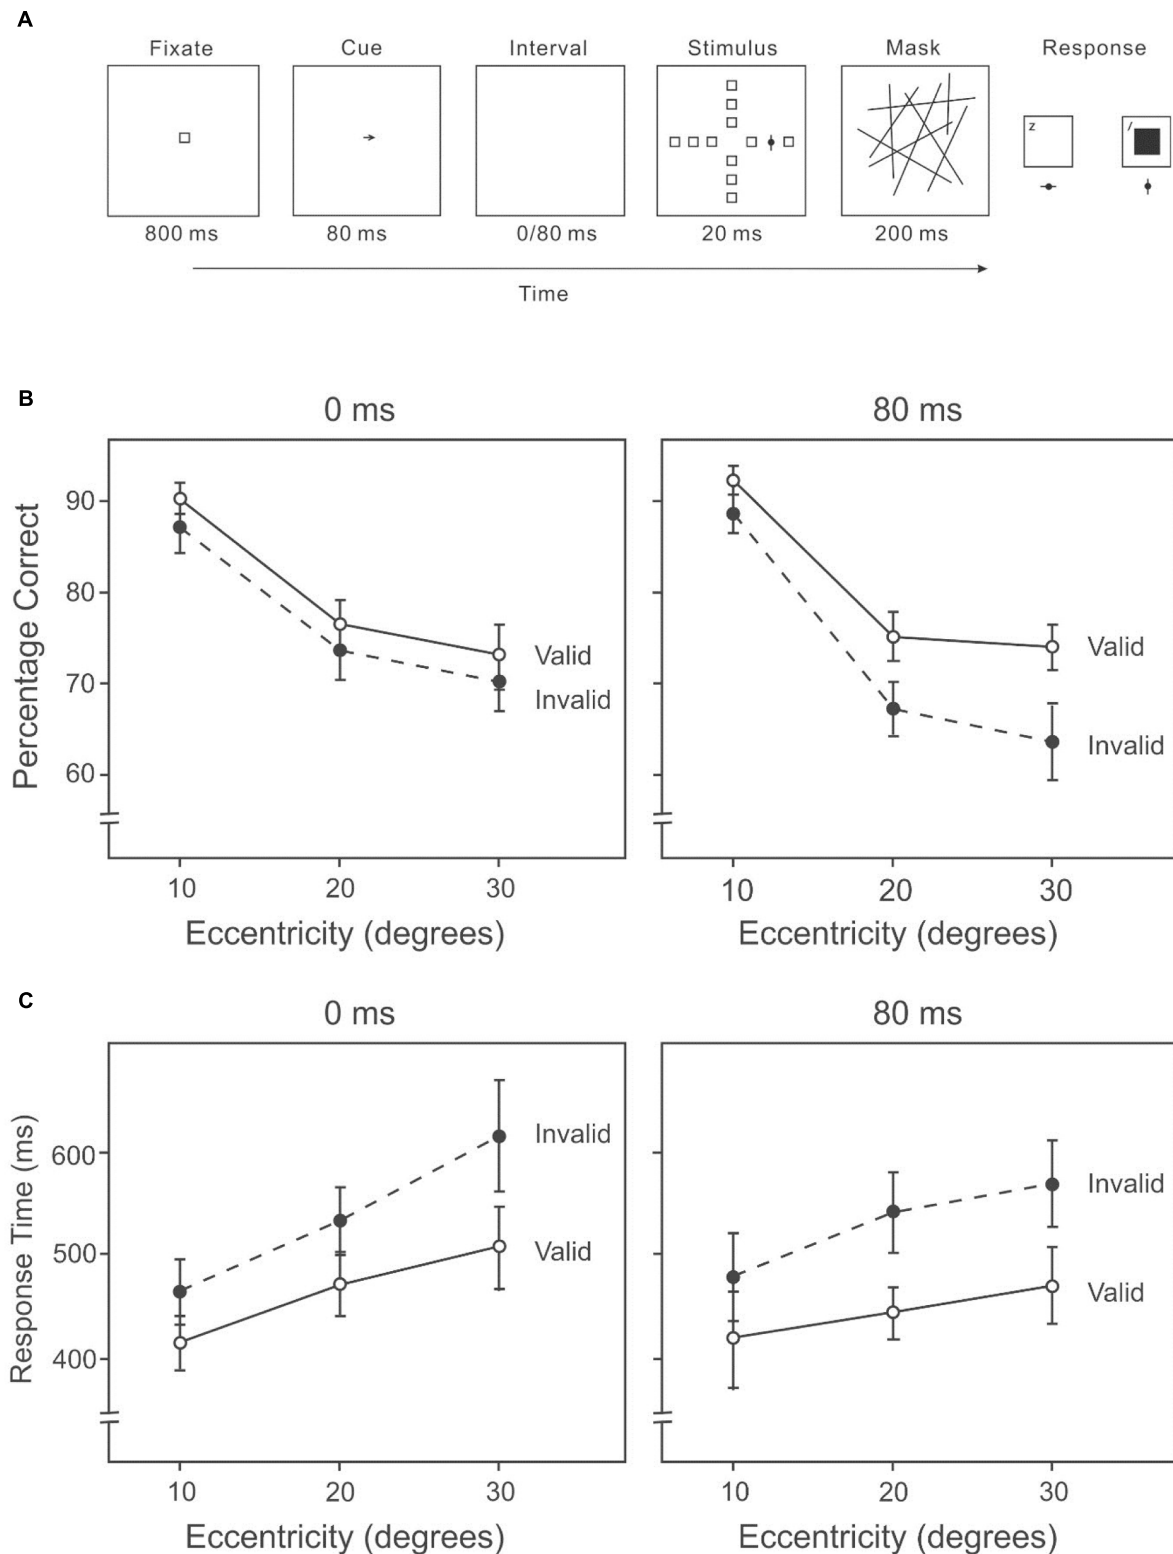 A
Fixate Cue Interval Stimulus Mask Response
z /
800 ms 80 ms 0/80 ms 20 ms 200 ms
Time
B
0 ms 80 ms
Percentage Correct
90
80
70
60
Valid
Invalid
Valid
Invalid
10 20 30 10 20 30
Eccentricity (degrees) Eccentricity (degrees)
C
0 ms 80 ms
Response Time (ms)
600
500
400
Invalid
Valid
Invalid
Valid
10 20 30 10 20 30
Eccentricity (degrees) Eccentricity (degrees)